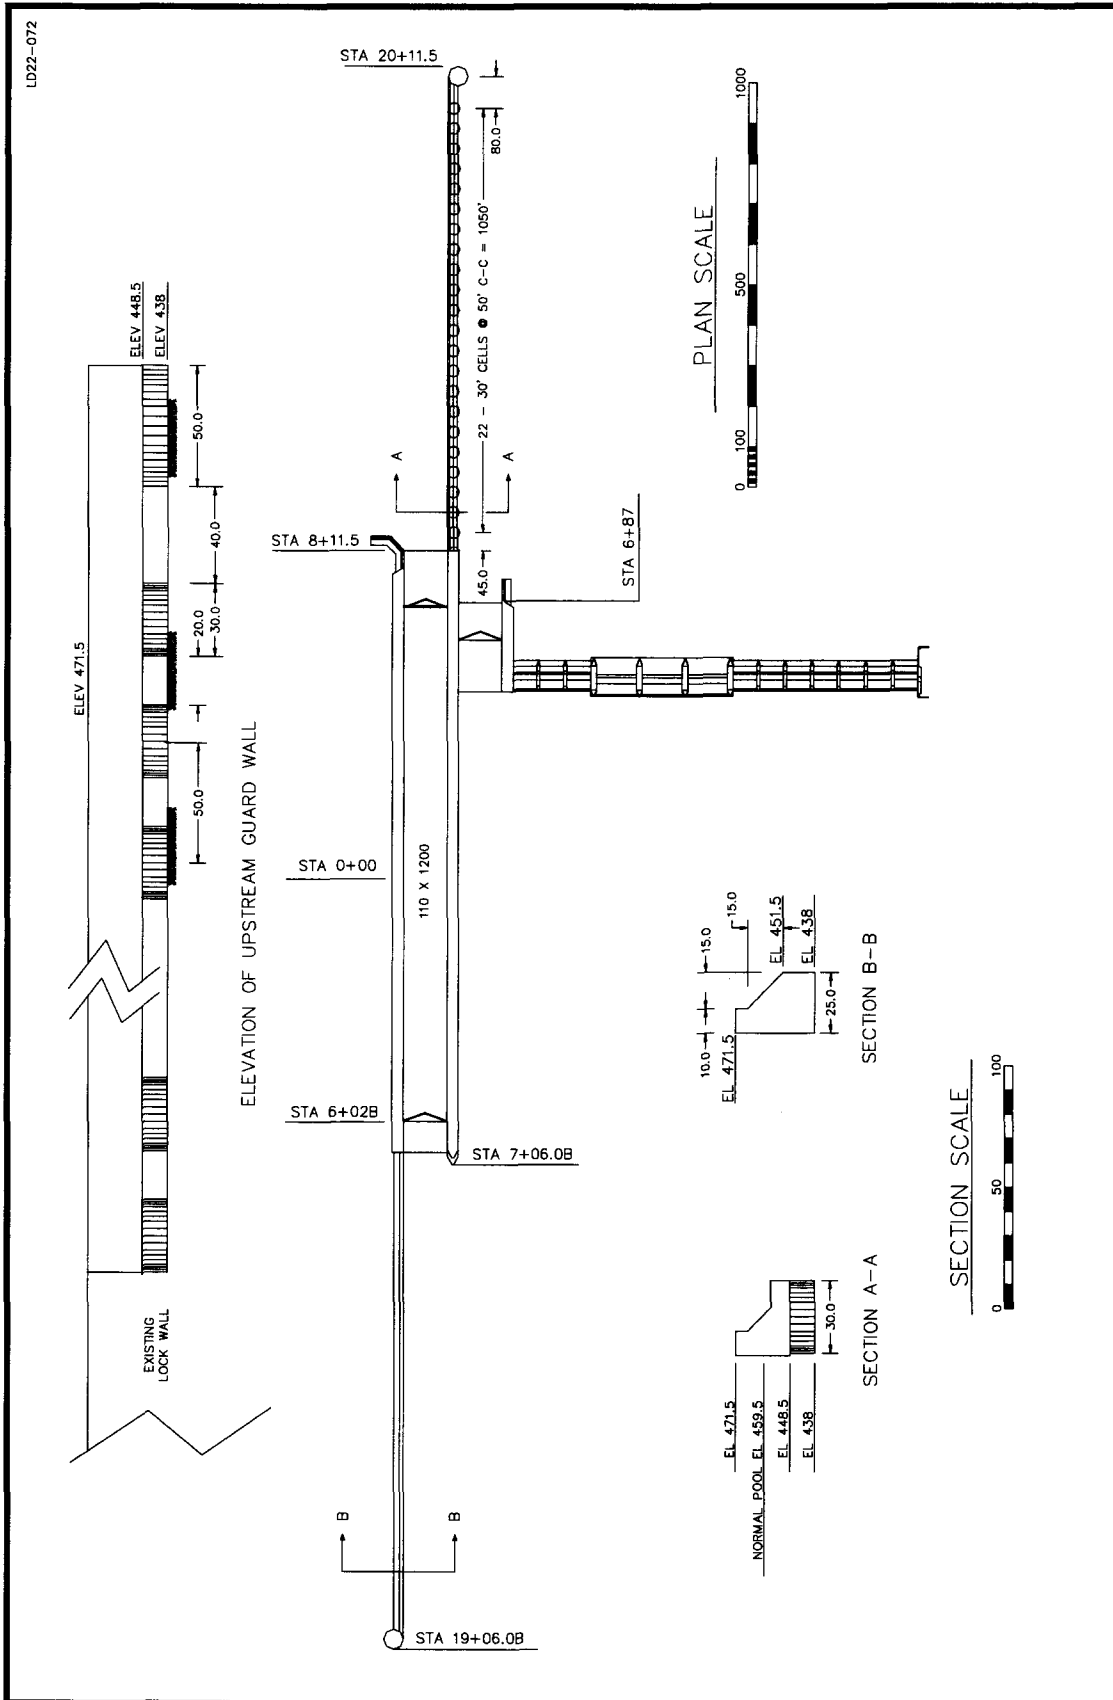 LD22-072
ELEV 448.5
ELEV 438
ELEV 471.5
50.0
40.0
20.0
30.0
50.0
EXISTING
LOCK WALL
ELEVATION OF UPSTREAM GUARD WALL
STA 20+11.5
80.0
22 - 30' CELLS @ 50' C-C = 1050'
A
A
STA 8+11.5
45.0
STA 6+87
STA 0+00
110 X 1200
STA 6+02B
STA 7+06.0B
B
B
STA 19+06.0B
PLAN SCALE
0
100
500
1000
15.0
15.0
10.0
EL 451.5
EL 438
EL 471.5
25.0
SECTION B-B
30.0
EL 471.5
NORMAL POOL EL 459.5
EL 448.5
EL 438
SECTION A-A
SECTION SCALE
0
50
100